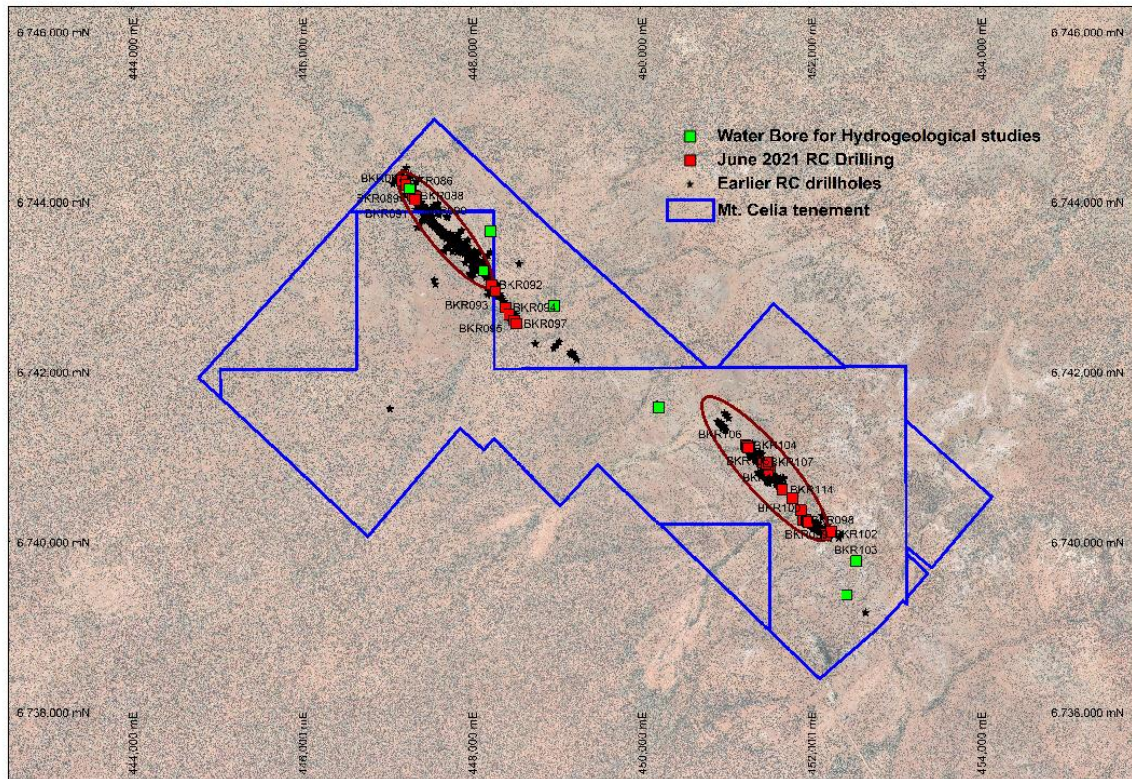 6 746 000 mN
444 000 mE
446 000 mE
448 000 mE
450 000 mE
452 000 mE
454 000 mE
6 746 000 mN
Water Bore for Hydrogeological studies
June 2021 RC Drilling
Earlier RC drillholes
Mt. Celia tenement
BKR086
BKR088
6 744 000 mN
6 744 000 mN
BKR092
BKR093
BKR094
BKR097
6 742 000 mN
6 742 000 mN
BKR106
BKR104
BKR107
BKR114
BKR098
BKR102
6 740 000 mN
BKR103
6 740 000 mN
6 738 000 mN
6 738 000 mN
444 000 mE
446 000 mE
448 000 mE
450 000 mE
452 000 mE
454 000 mE